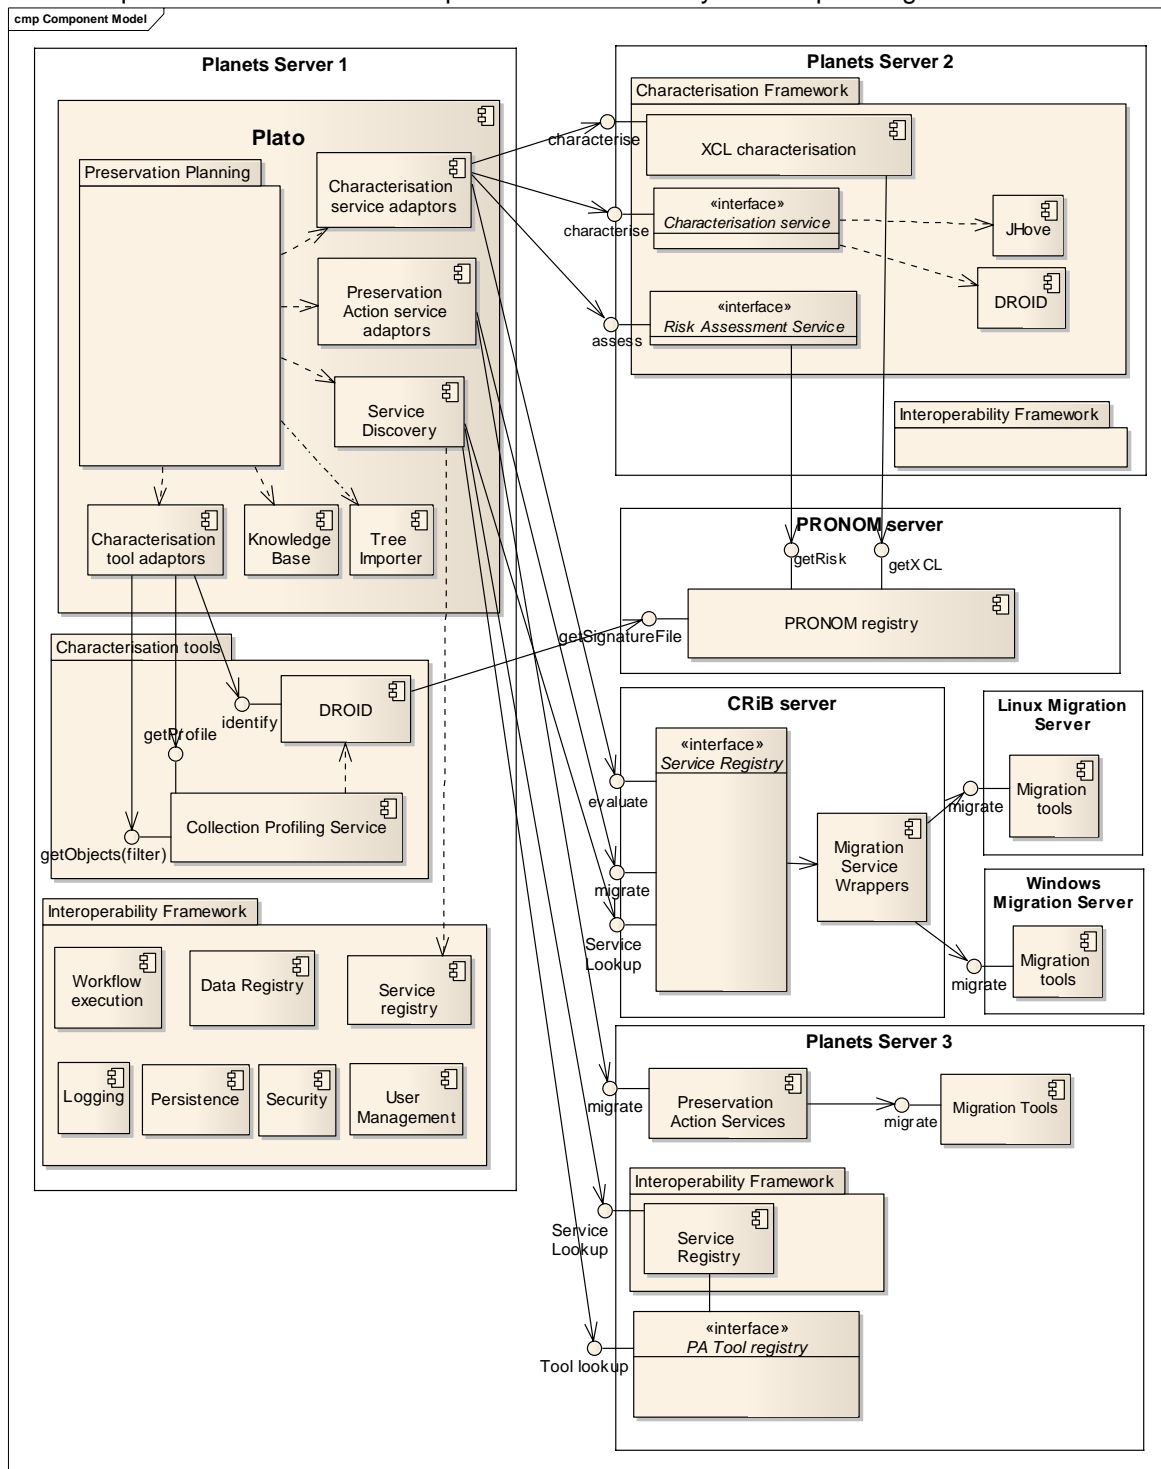 cmp Component Model
Planets Server 1
Plato
Preservation Planning
Characterisation
service adaptors
Preservation
Action service
adaptors
Service
Discovery
Characterisation
tool adaptors
Knowledge
Base
Tree
Importer
Characterisation tools
DROID
identify
getProfile
Collection Profiling Service
getObjects(filter)
Interoperability Framework
Workflow
execution
Data Registry
Service
registry
Logging
Persistence
Security
User
Management
Planets Server 2
Characterisation Framework
characterise
XCL characterisation
«interface»
Characterisation service
characterise
JHove
DROID
«interface»
Risk Assessment Service
assess
Interoperability Framework
PRONOM server
getRisk
getXCL
getSignatureFile
PRONOM registry
CRiB server
«interface»
Service Registry
evaluate
migrate
Service
Lookup
Migration
Service
Wrappers
Linux Migration
Server
migrate
Migration
tools
Windows
Migration Server
migrate
Migration
tools
Planets Server 3
migrate
Preservation
Action Services
migrate
Migration Tools
Interoperability Framework
Service
Lookup
Service
Registry
«interface»
PA Tool registry
Tool lookup